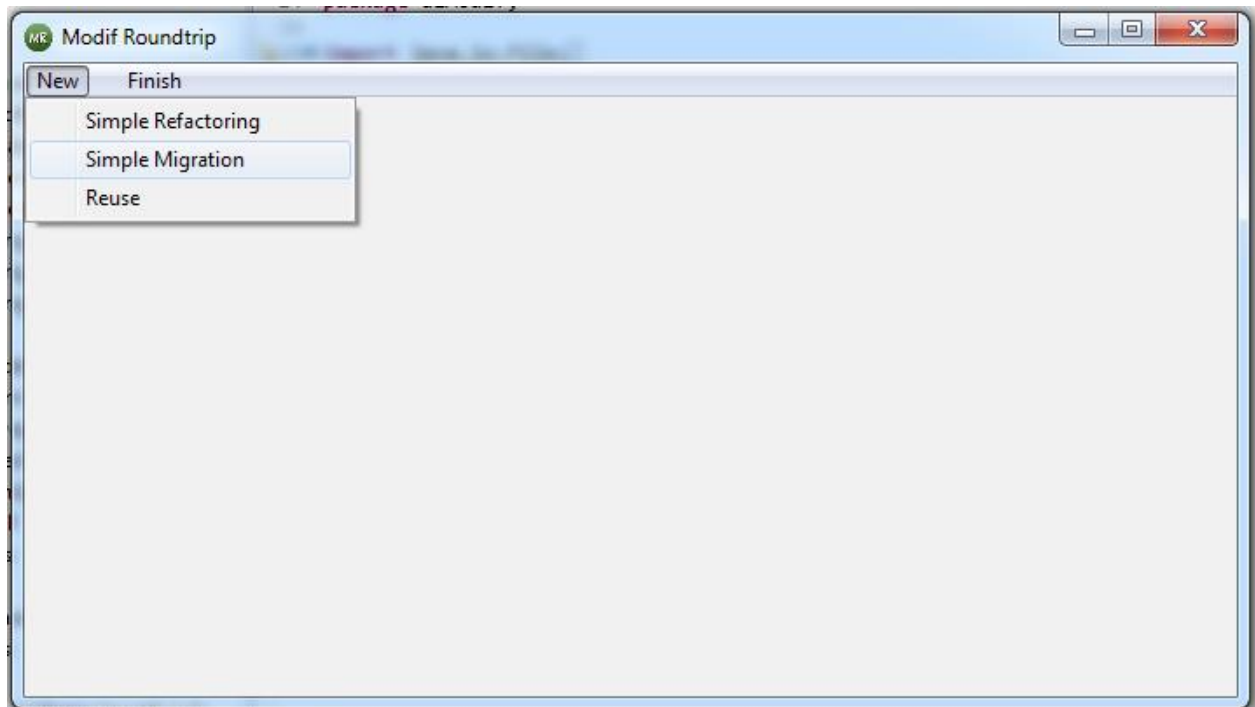 MR Modif Roundtrip
New Finish
Simple Refactoring
Simple Migration
Reuse